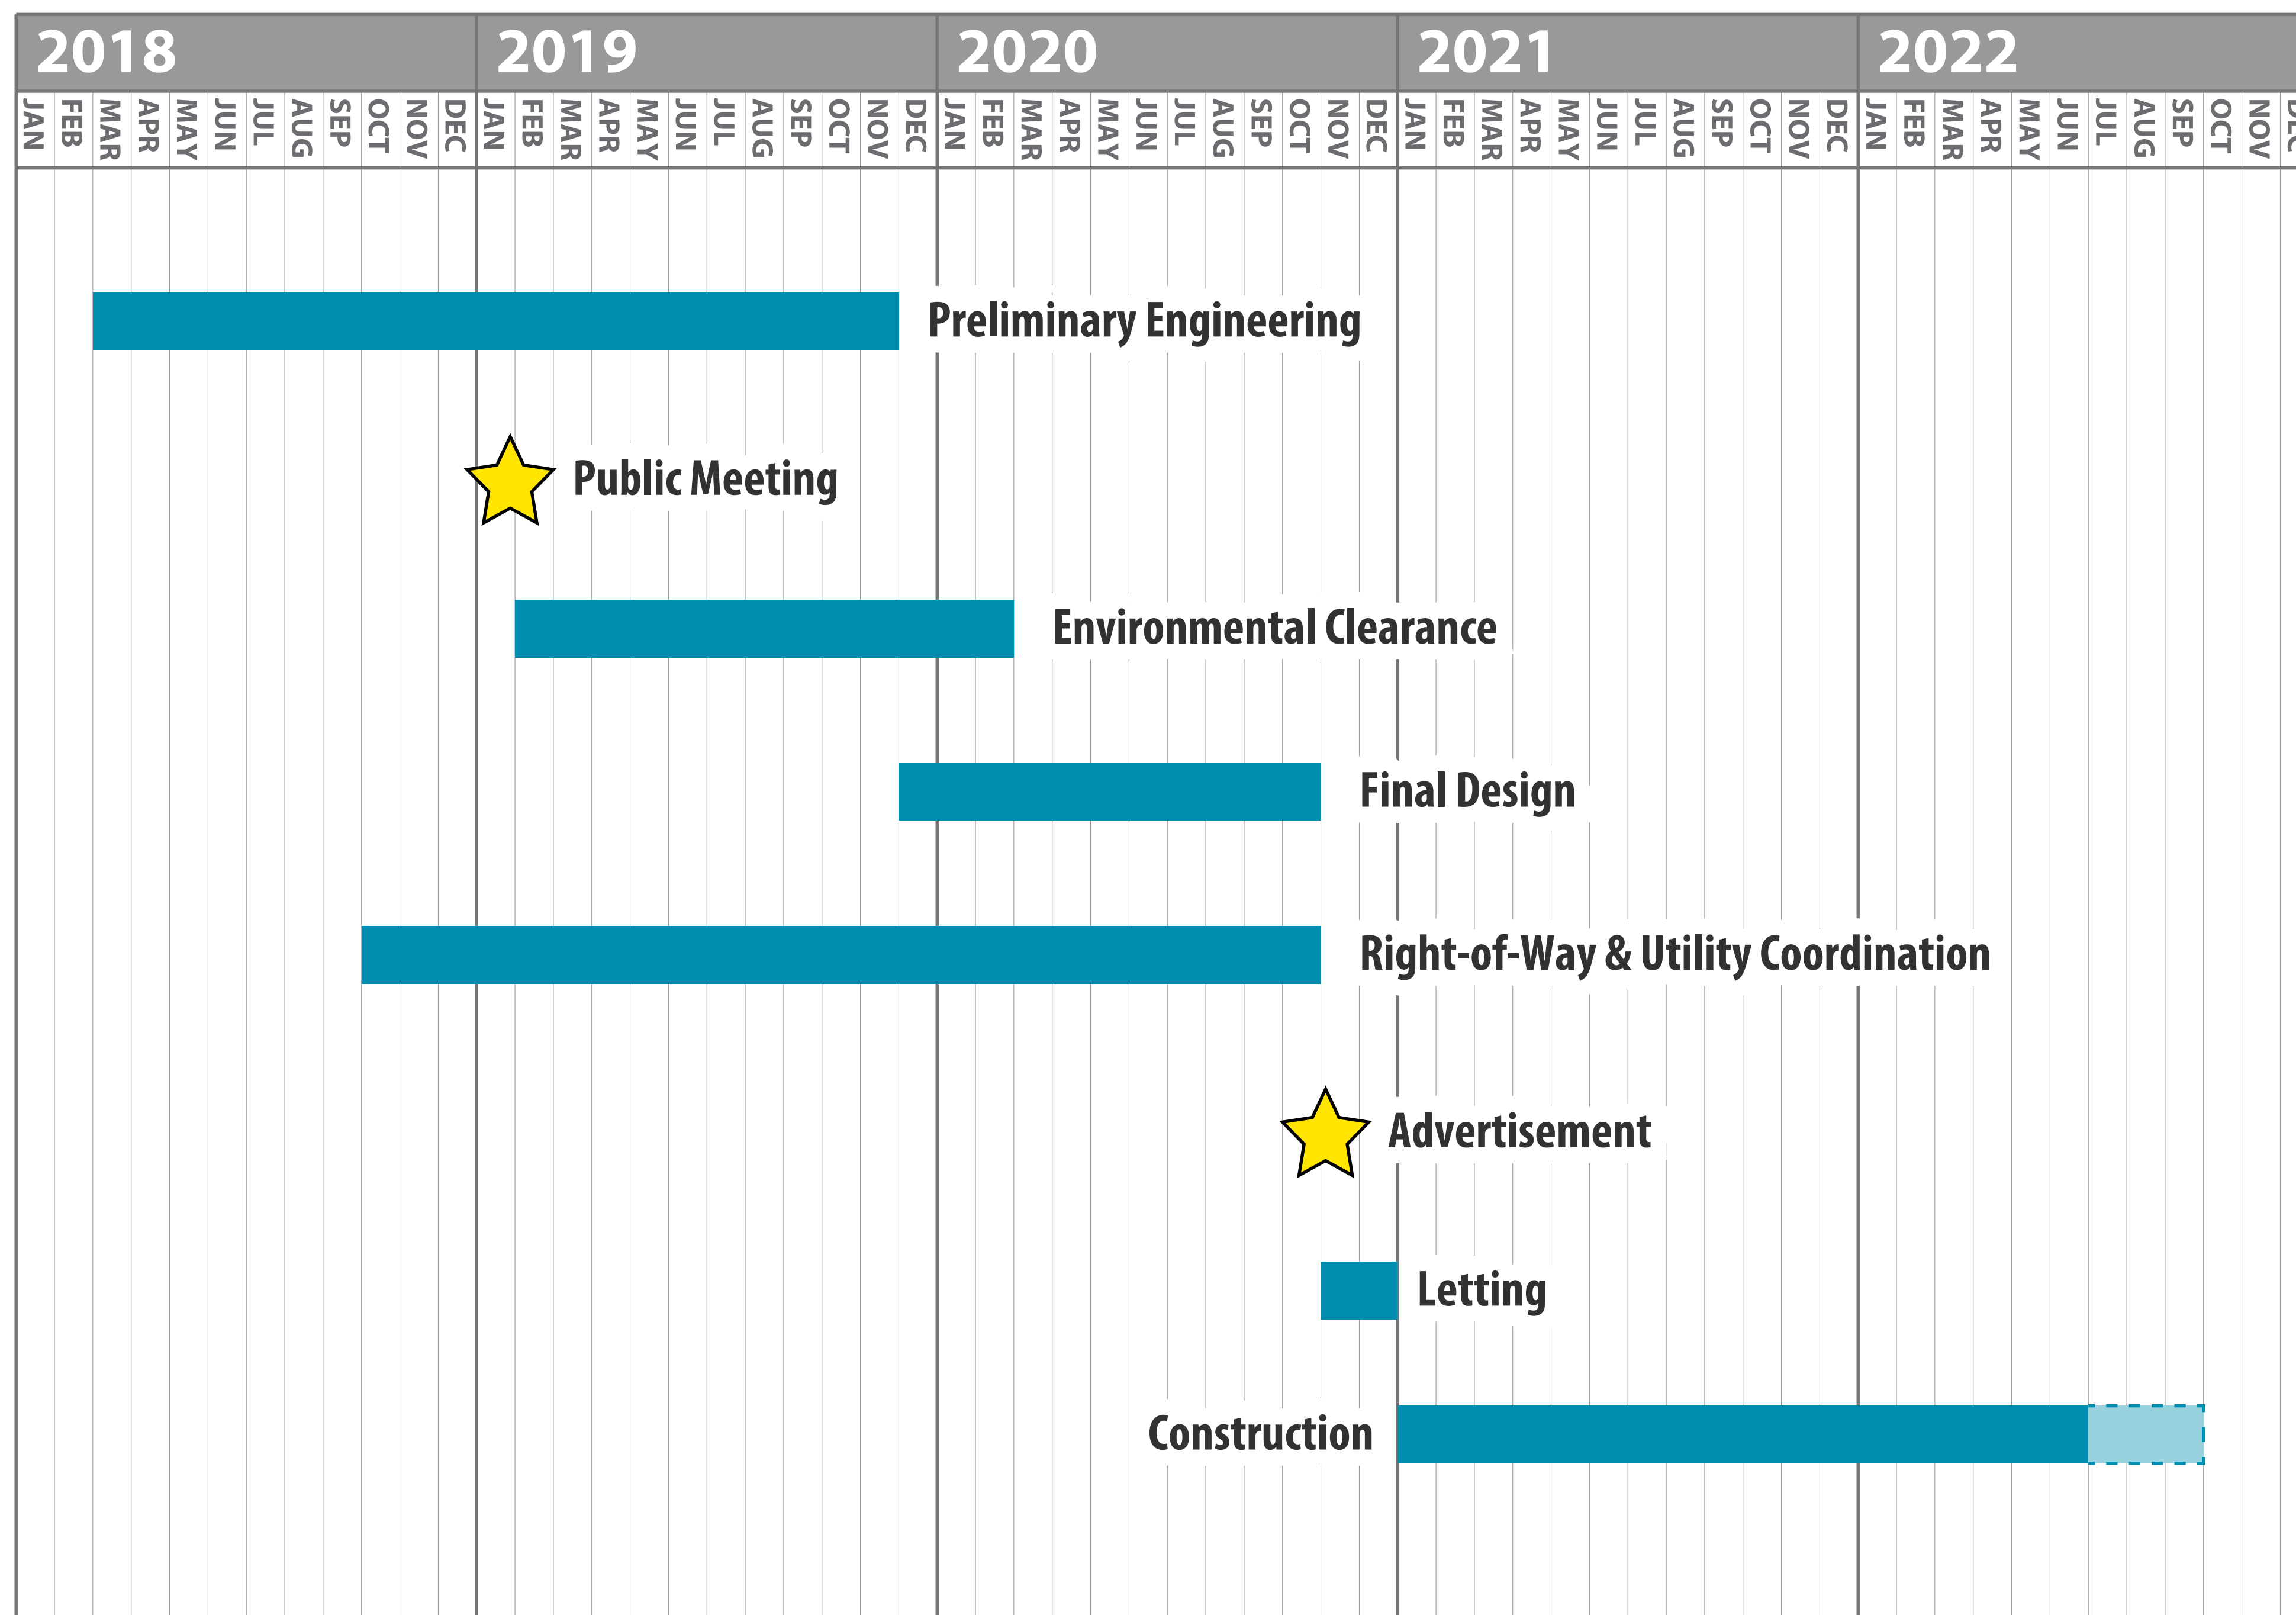 2018 2019 2020 2021 2022
JAN FEB MAR APR MAY JUN JUL AUG SEP OCT NOV DEC JAN FEB MAR APR MAY JUN JUL AUG SEP OCT NOV DEC JAN FEB MAR APR MAY JUN JUL AUG SEP OCT NOV DEC JAN FEB MAR APR MAY JUN JUL AUG SEP OCT NOV DEC JAN FEB MAR APR MAY JUN JUL AUG SEP OCT NOV DEC
Preliminary Engineering
Public Meeting
Environmental Clearance
Final Design
Right-of-Way & Utility Coordination
Advertisement
Letting
Construction